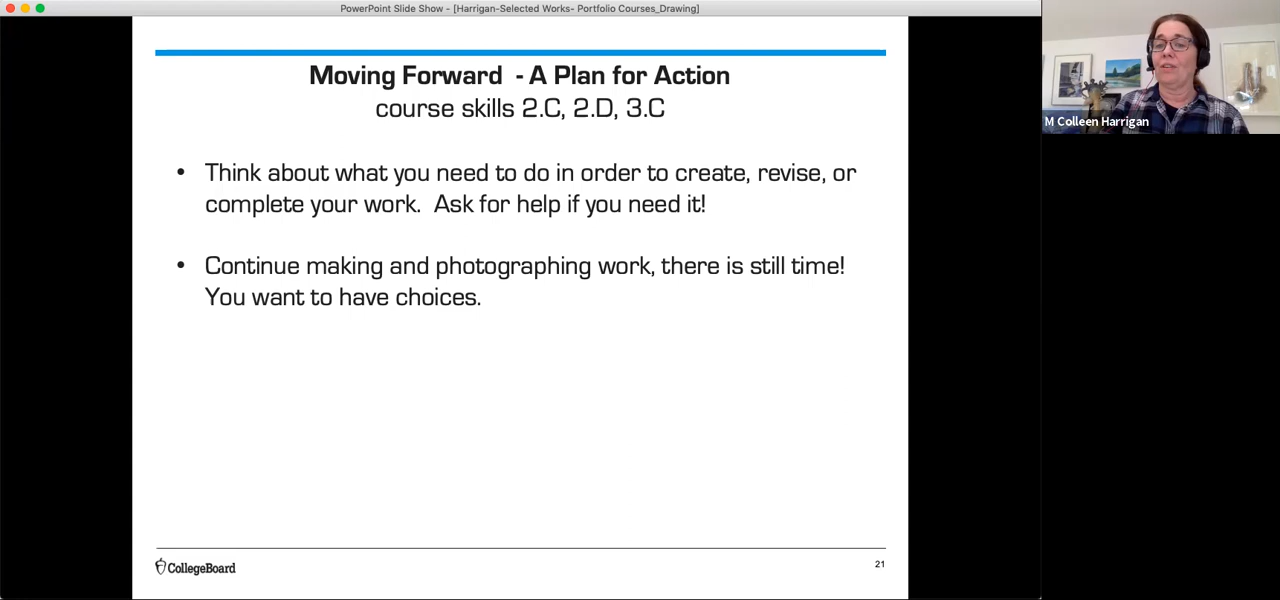 PowerPoint Slide Show - [Harrigan-Selected Works- Portfolio Courses_Drawing]
Moving Forward - A Plan for Action
course skills 2.C, 2.D, 3.C
• Think about what you need to do in order to create, revise, or
complete your work. Ask for help if you need it!
• Continue making and photographing work, there is still time!
You want to have choices.
CollegeBoard
21
M Colleen Harrigan